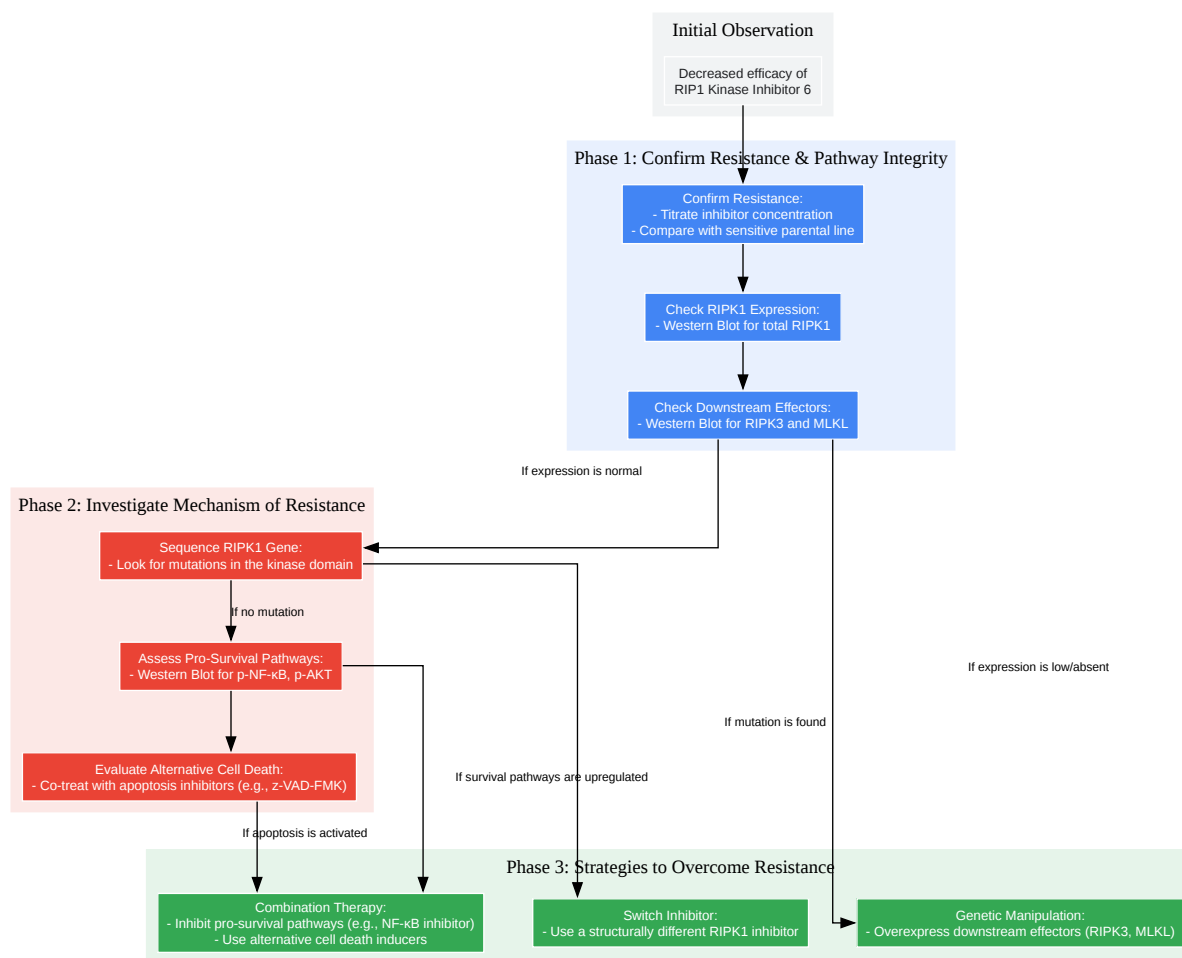 Initial Observation
Decreased efficacy of
RIP1 Kinase Inhibitor 6
Phase 1: Confirm Resistance & Pathway Integrity
Confirm Resistance:
- Titrate inhibitor concentration
- Compare with sensitive parental line
Check RIPK1 Expression:
- Western Blot for total RIPK1
Check Downstream Effectors:
- Western Blot for RIPK3 and MLKL
If expression is normal
Phase 2: Investigate Mechanism of Resistance
Sequence RIPK1 Gene:
- Look for mutations in the kinase domain
If no mutation
Assess Pro-Survival Pathways:
- Western Blot for p-NF-κB, p-AKT
If expression is low/absent
If mutation is found
Evaluate Alternative Cell Death:
- Co-treat with apoptosis inhibitors (e.g., z-VAD-FMK)
If survival pathways are upregulated
If apoptosis is activated
Phase 3: Strategies to Overcome Resistance
Combination Therapy:
- Inhibit pro-survival pathways (e.g., NF-κB inhibitor)
- Use alternative cell death inducers
Switch Inhibitor:
- Use a structurally different RIPK1 inhibitor
Genetic Manipulation:
- Overexpress downstream effectors (RIPK3, MLKL)